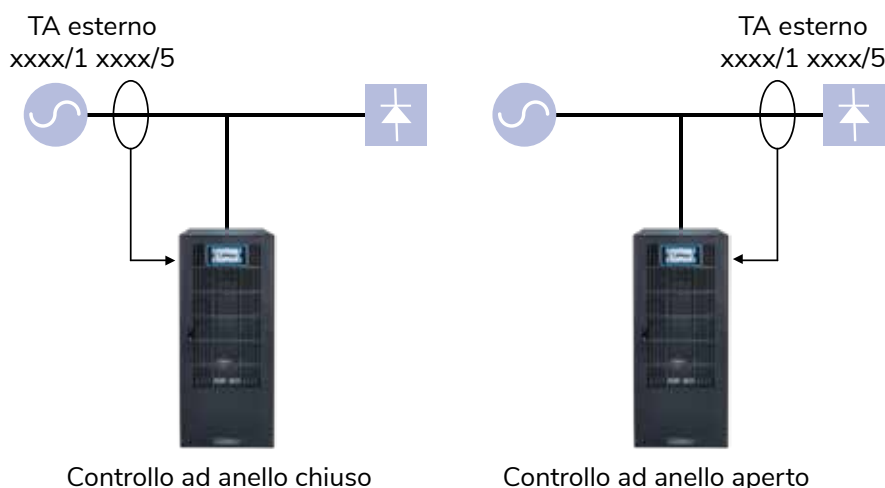 TA esterno
xxxx/1 xxxx/5
TA esterno
xxxx/1 xxxx/5
Controllo ad anello chiuso
Controllo ad anello aperto